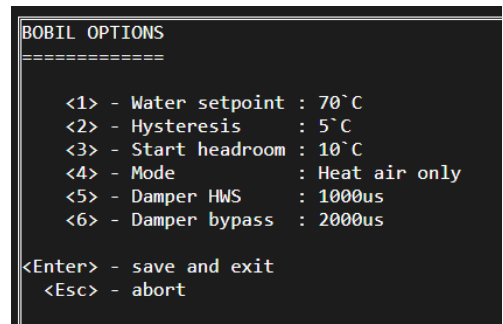 BOBIL OPTIONS
=============
<1> - Water setpoint : 70`C
<2> - Hysteresis : 5`C
<3> - Start headroom : 10`C
<4> - Mode : Heat air only
<5> - Damper HWS : 1000us
<6> - Damper bypass : 2000us
<Enter> - save and exit
<Esc> - abort